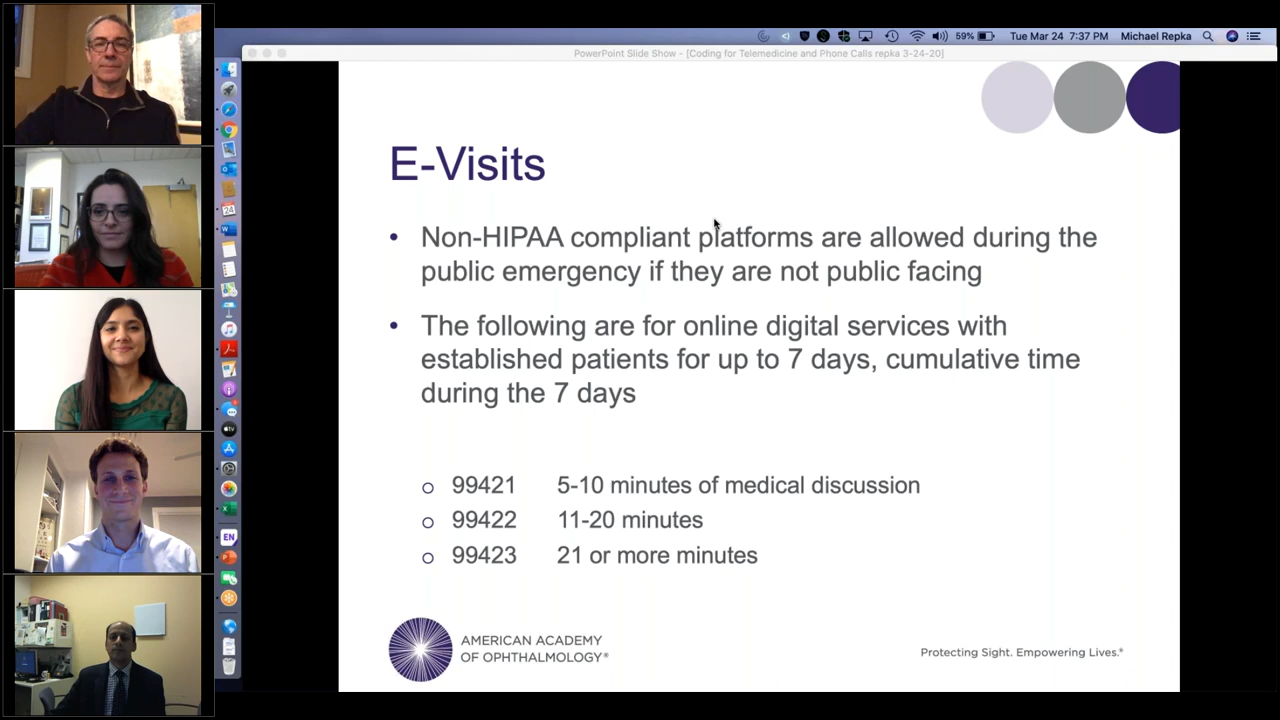 59%
Tue Mar 24 7:37 PM
Michael Repka
PowerPoint Slide Show - [Coding for Telemedicine and Phone Calls repka 3-24-20]
E-Visits
• Non-HIPAA compliant platforms are allowed during the
public emergency if they are not public facing
• The following are for online digital services with
established patients for up to 7 days, cumulative time
during the 7 days
o 99421 5-10 minutes of medical discussion
o 99422 11-20 minutes
o 99423 21 or more minutes
AMERICAN ACADEMY
OF OPHTHALMOLOGY®
Protecting Sight. Empowering Lives.®
24
tv
EN